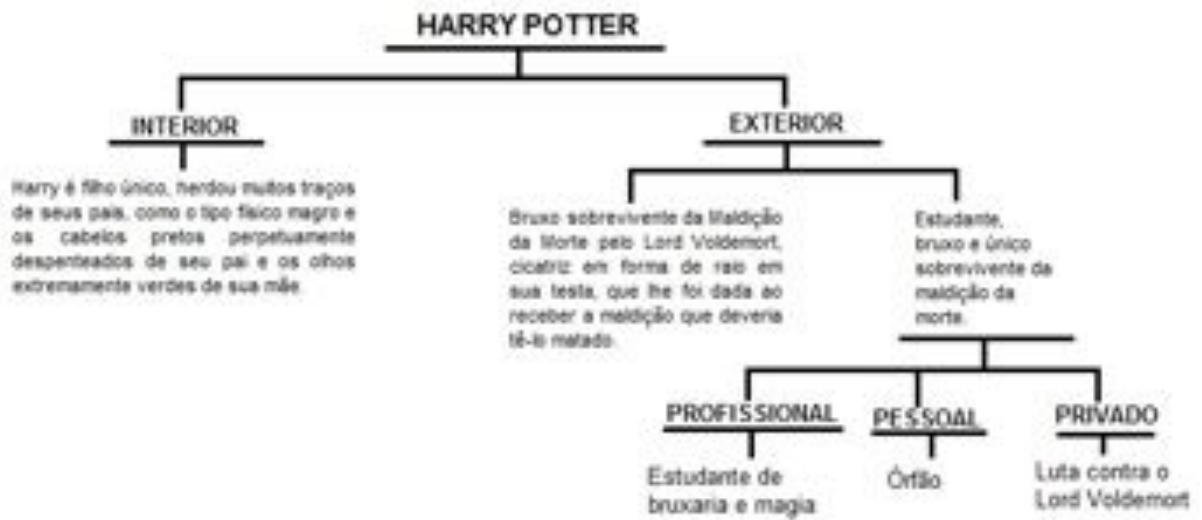 HARRY POTTER
INTERIOR
Harry é filho único, herdou muitos traços
de seus pais, como o tipo físico magro e
os cabelos pretos perpetuamente
despenteados de seu pai e os olhos
extremamente verdes de sua mãe.
EXTERIOR
Bruxo sobrevivente da Maldição
da Morte pelo Lord Voldemort,
cicatriz em forma de raio em
sua testa, que lhe foi dada ao
receber a maldição que deveria
tê-lo matado.
Estudante,
bruxo e único
sobrevivente da
maldição da
morte.
PROFISSIONAL
Estudante de
bruxaria e magia
PESSOAL
Órfão
PRIVADO
Luta contra o
Lord Voldemort